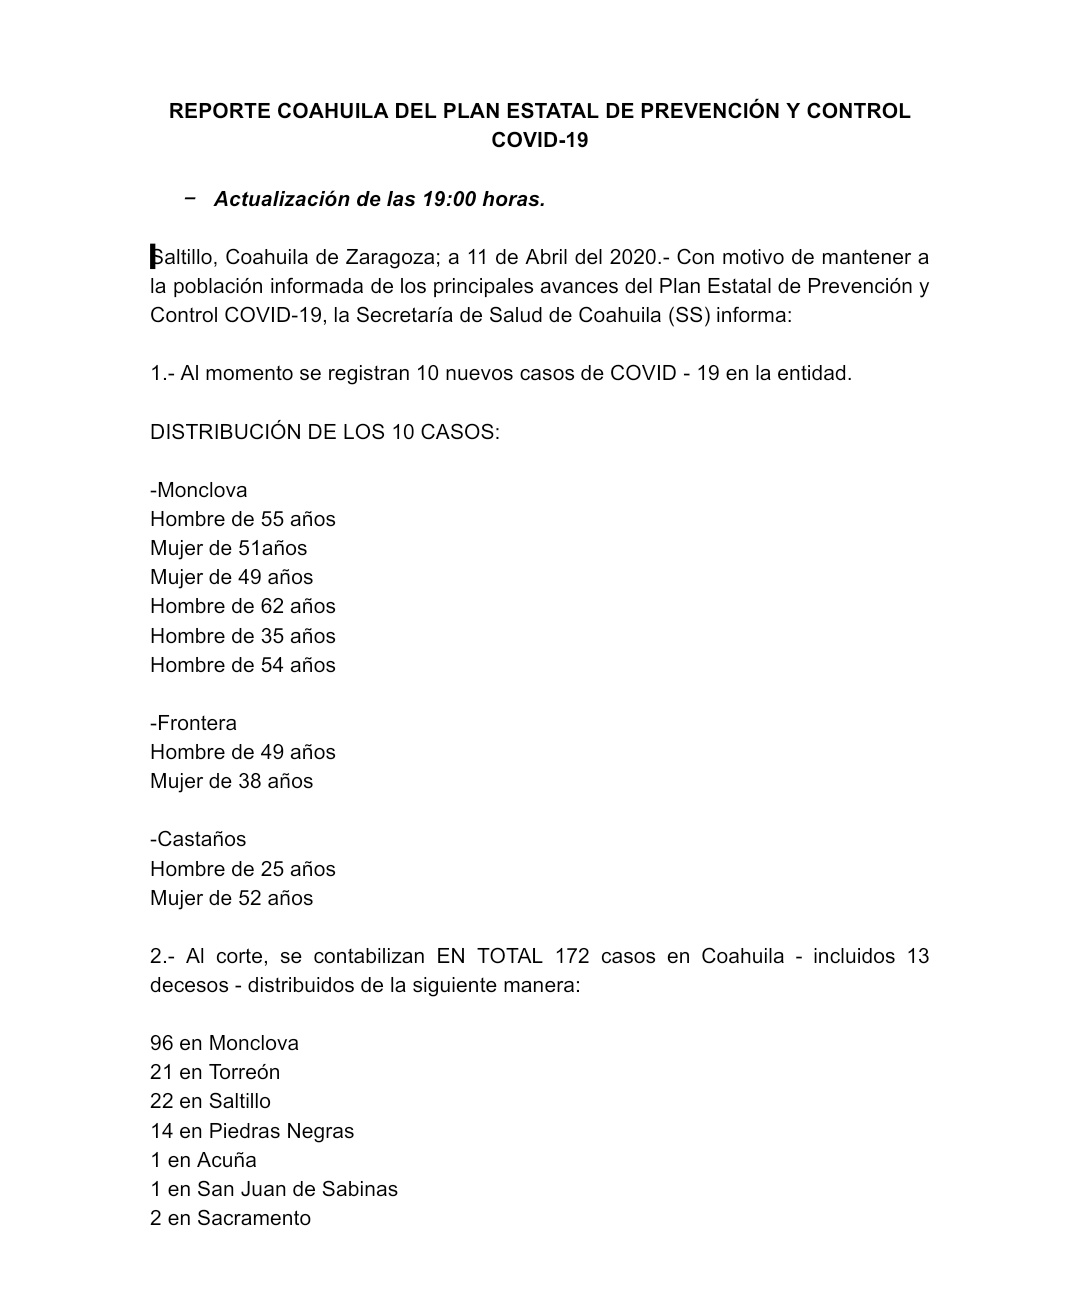 REPORTE COAHUILA DEL PLAN ESTATAL DE PREVENCIÓN Y CONTROL
COVID-19
– Actualización de las 19:00 horas.
Saltillo, Coahuila de Zaragoza; a 11 de Abril del 2020.- Con motivo de mantener a
la población informada de los principales avances del Plan Estatal de Prevención y
Control COVID-19, la Secretaría de Salud de Coahuila (SS) informa:
1.- Al momento se registran 10 nuevos casos de COVID - 19 en la entidad.
DISTRIBUCIÓN DE LOS 10 CASOS:
-Monclova
Hombre de 55 años
Mujer de 51años
Mujer de 49 años
Hombre de 62 años
Hombre de 35 años
Hombre de 54 años
-Frontera
Hombre de 49 años
Mujer de 38 años
-Castaños
Hombre de 25 años
Mujer de 52 años
2.- Al corte, se contabilizan EN TOTAL 172 casos en Coahuila - incluidos 13
decesos - distribuidos de la siguiente manera:
96 en Monclova
21 en Torreón
22 en Saltillo
14 en Piedras Negras
1 en Acuña
1 en San Juan de Sabinas
2 en Sacramento